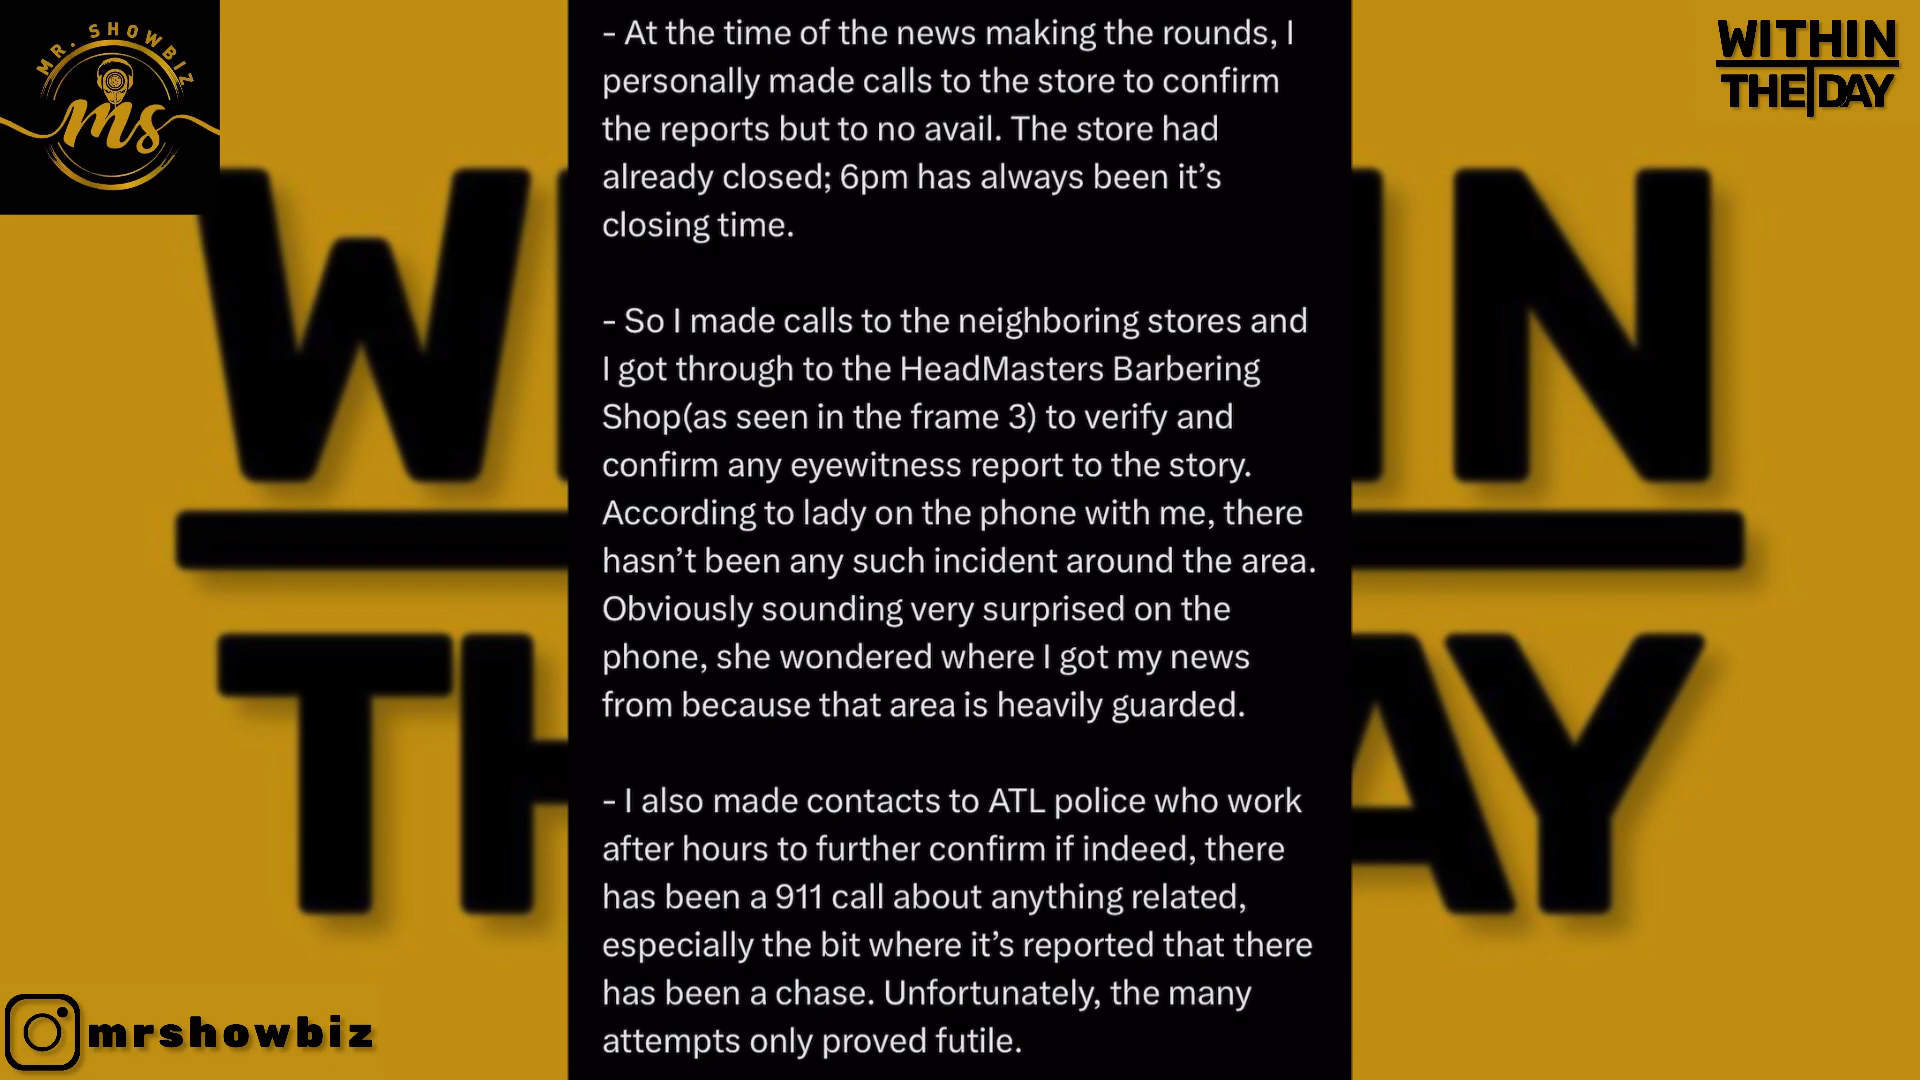 MR. SHOWBIZ
ms
WITHIN
THE DAY
- At the time of the news making the rounds, I
personally made calls to the store to confirm
the reports but to no avail. The store had
already closed; 6pm has always been it’s
closing time.
- So I made calls to the neighboring stores and
I got through to the HeadMasters Barbering
Shop(as seen in the frame 3) to verify and
confirm any eyewitness report to the story.
According to lady on the phone with me, there
hasn’t been any such incident around the area.
Obviously sounding very surprised on the
phone, she wondered where I got my news
from because that area is heavily guarded.
- I also made contacts to ATL police who work
after hours to further confirm if indeed, there
has been a 911 call about anything related,
especially the bit where it’s reported that there
has been a chase. Unfortunately, the many
attempts only proved futile.
mrshowbiz